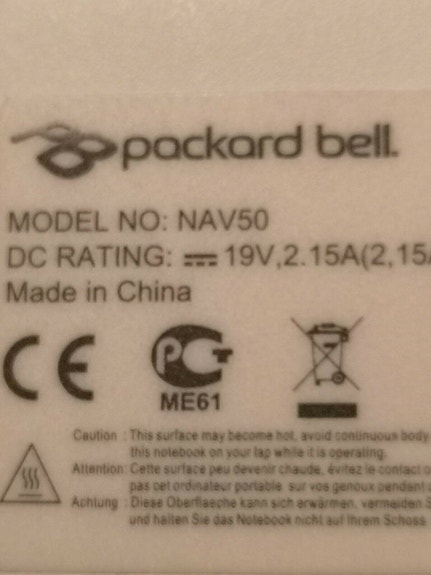 packard bell.
MODEL NO: NAV50
DC RATING: ⎓ 19V,2.15A(2,15
Made in China
CE PCT
ME61
Caution : This surface may become hot, avoid continuous body
this notebook on your lap while it is operating.
Attention: Cette surface peu devenir chaude, évitez le contact
pas cet ordinateur portable sur vos genoux pendant
Achtung : Diese Oberflaeche kann sich erwärmen, vermeiden S
und halten Sie das Notebook nicht auf Ihrem Schoss